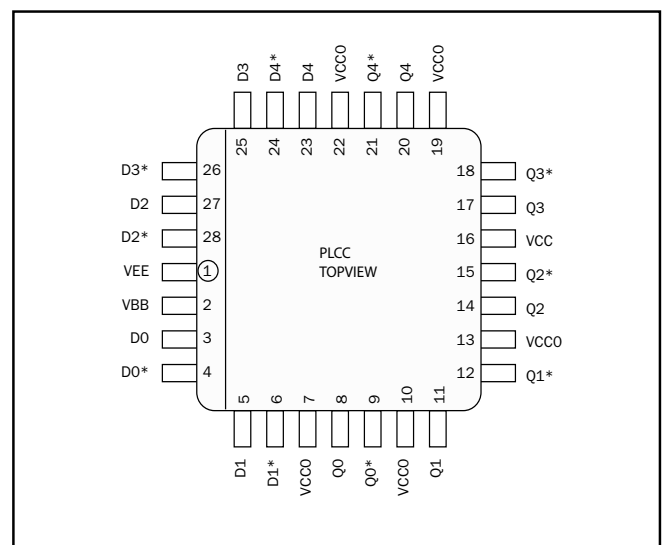 D3 D4* D4 VCCO Q4* Q4 VCCO
25 24 23 22 21 20 19
D3* 26 18 Q3*
D2 27 17 Q3
D2* 28 16 VCC
VEE 1 15 Q2*
VBB 2 14 Q2
D0 3 13 VCCO
D0* 4 12 Q1*
PLCC
TOPVIEW
5 6 7 8 9 10 11
D1 D1* VCCO Q0 Q0* VCCO Q1